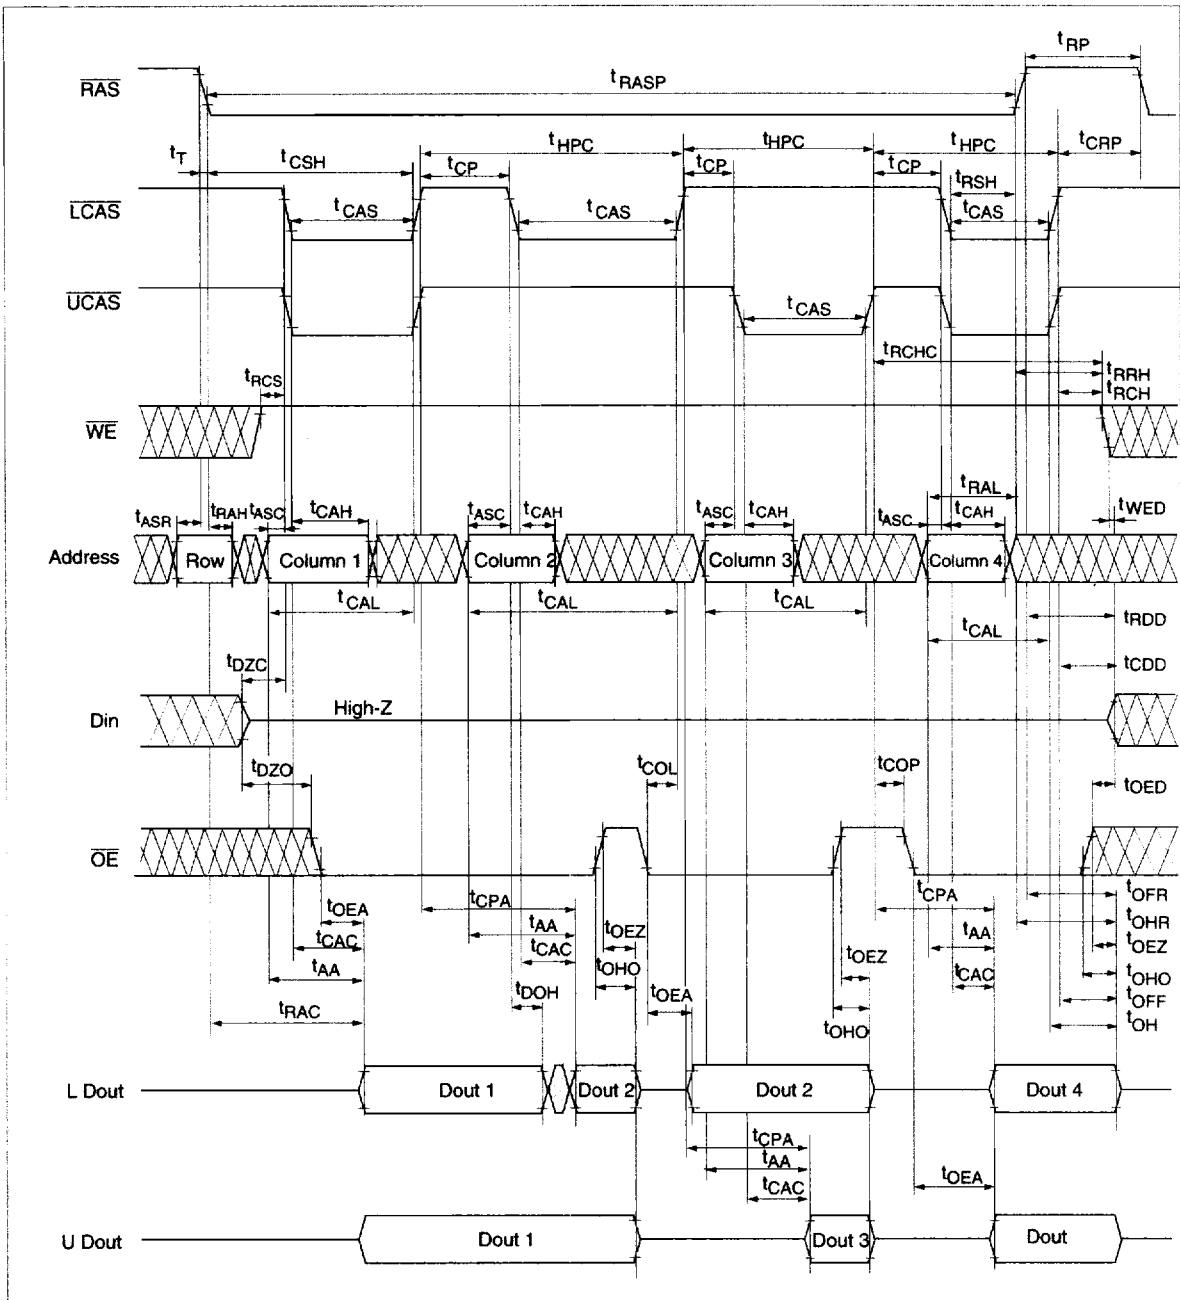 tRP
RAS
tRASP
tT
tCSH
tHPC
tHPC
tHPC
tCRP
tCP
tCP
tCP
tRSH
LCAS
tCAS
tCAS
tCAS
UCAS
tCAS
tRCHC
tRCS
tRRH
tRCH
WE
tRAL
tWED
tASR
tRAH
tASC
tCAH
tASC
tCAH
tASC
tCAH
tASC
tCAH
Address
Row
Column 1
Column 2
Column 3
Column 4
tCAL
tCAL
tCAL
tCAL
tRDD
tDZC
tCDD
Din
High-Z
tDZO
tCOL
tCOP
tOED
OE
tOEA
tCPA
tCPA
tOFR
tCAC
tAA
tOEZ
tOHR
tAA
tCAC
tOHO
tOEZ
tAA
tOEZ
tRAC
tDOH
tOEA
tOHO
tCAC
tOHO
tOFF
tOH
L Dout
Dout 1
Dout 2
Dout 2
Dout 4
tCPA
tAA
tCAC
tOEA
U Dout
Dout 1
Dout 3
Dout